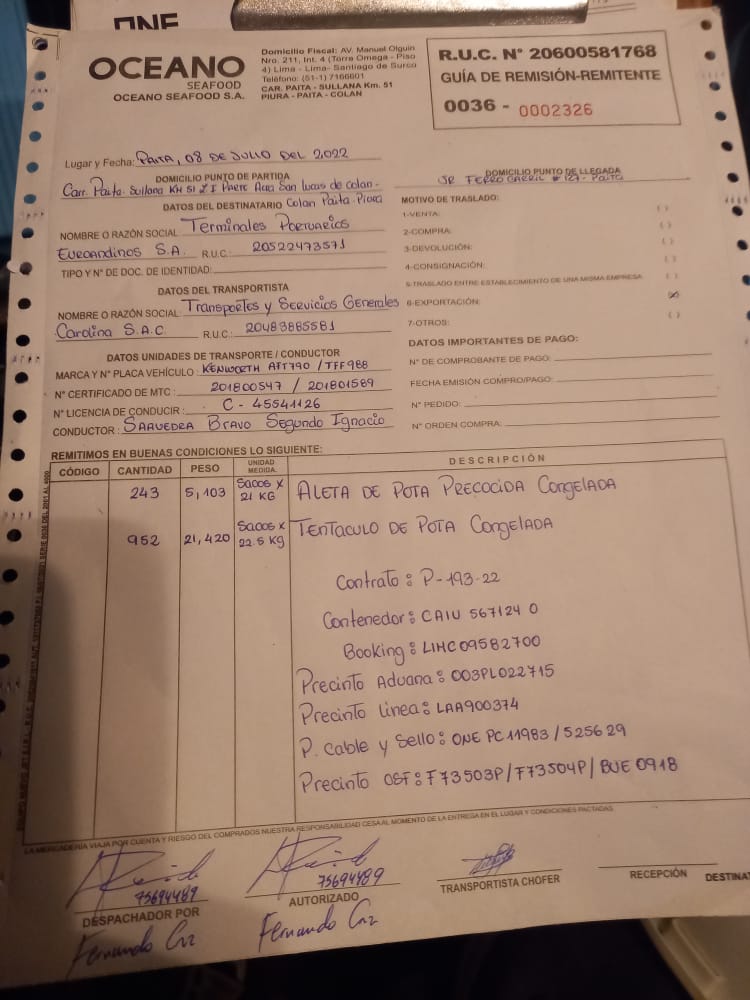 ONE
OCEANO
SEAFOOD
OCEANO SEAFOOD S.A.
Domicilio Fiscal: AV. Manuel Olguin
Nro. 211, Int. 4 (Torre Omega - Piso
4) Lima - Lima- Santiago de Surco
Teléfono: (51-1) 7166601
CAR. PAITA - SULLANA Km. 51
PIURA - PAITA - COLAN
R.U.C. N° 20600581768
GUÍA DE REMISIÓN-REMITENTE
0036 - 0002326
Lugar y Fecha: PAITA, 08 DE JULIO DEL 2022
DOMICILIO PUNTO DE PARTIDA
Carr. Paita Sullana KM 51 Z I Parte Alta San Lucas de Colan -
Colan Paita-Piura
DOMICILIO PUNTO DE LLEGADA
JR FERROCARRIL # 127 - PAITA
DATOS DEL DESTINATARIO
NOMBRE O RAZÓN SOCIAL Terminales Portuarios
Euroandinos S.A. R.U.C.: 20522473571
TIPO Y N° DE DOC. DE IDENTIDAD:
DATOS DEL TRANSPORTISTA
NOMBRE O RAZÓN SOCIAL Transportes y Servicios Generales
Carolina S.A.C. R.U.C.: 20483885581
DATOS UNIDADES DE TRANSPORTE / CONDUCTOR
MARCA Y N° PLACA VEHÍCULO: KENWORTH AFT790 / TFF988
N° CERTIFICADO DE MTC: 201800547 / 201801589
N° LICENCIA DE CONDUCIR: C - 45541126
CONDUCTOR: SAAVEDRA BRAVO SEGUNDO IGNACIO
MOTIVO DE TRASLADO:
1-VENTA: ( )
2-COMPRA: ( )
3-DEVOLUCIÓN: ( )
4-CONSIGNACIÓN: ( )
5-TRASLADO ENTRE ESTABLECIMIENTO DE UNA MISMA EMPRESA ( )
6-EXPORTACIÓN: (X)
7-OTROS: ( )
DATOS IMPORTANTES DE PAGO:
N° DE COMPROBANTE DE PAGO:
FECHA EMISIÓN COMPRO/PAGO:
N° PEDIDO:
N° ORDEN COMPRA:
REMITIMOS EN BUENAS CONDICIONES LO SIGUIENTE:
CÓDIGO CANTIDAD PESO UNIDAD MEDIDA. DESCRIPCIÓN
243 5,103 SACOS X 21 KG ALETA DE POTA PRECOCIDA CONGELADA
952 21,420 SACOS X 22.5 KG TENTACULO DE POTA CONGELADA
Contrato: P-193-22
Contenedor: CAIU 567124 0
Booking: LIMC09582700
Precinto Aduana: 003PL022715
Precinto Linea: LAA900374
P. Cable y Sello: ONE PC11983 / 525629
Precinto OSF: F73503P / F73504P / BUE 0918
LA MERCADERÍA VIAJA POR CUENTA Y RIESGO DEL COMPRADOS NUESTRA RESPONSABILIDAD CESA AL MOMENTO DE LA ENTREGA EN EL LUGAR Y CONDICIONES PACTADAS
75694489
75694489
DESPACHADOR POR
AUTORIZADO
TRANSPORTISTA CHOFER
RECEPCIÓN
DESTINAT
Fernando Cruz
Fernando Cruz